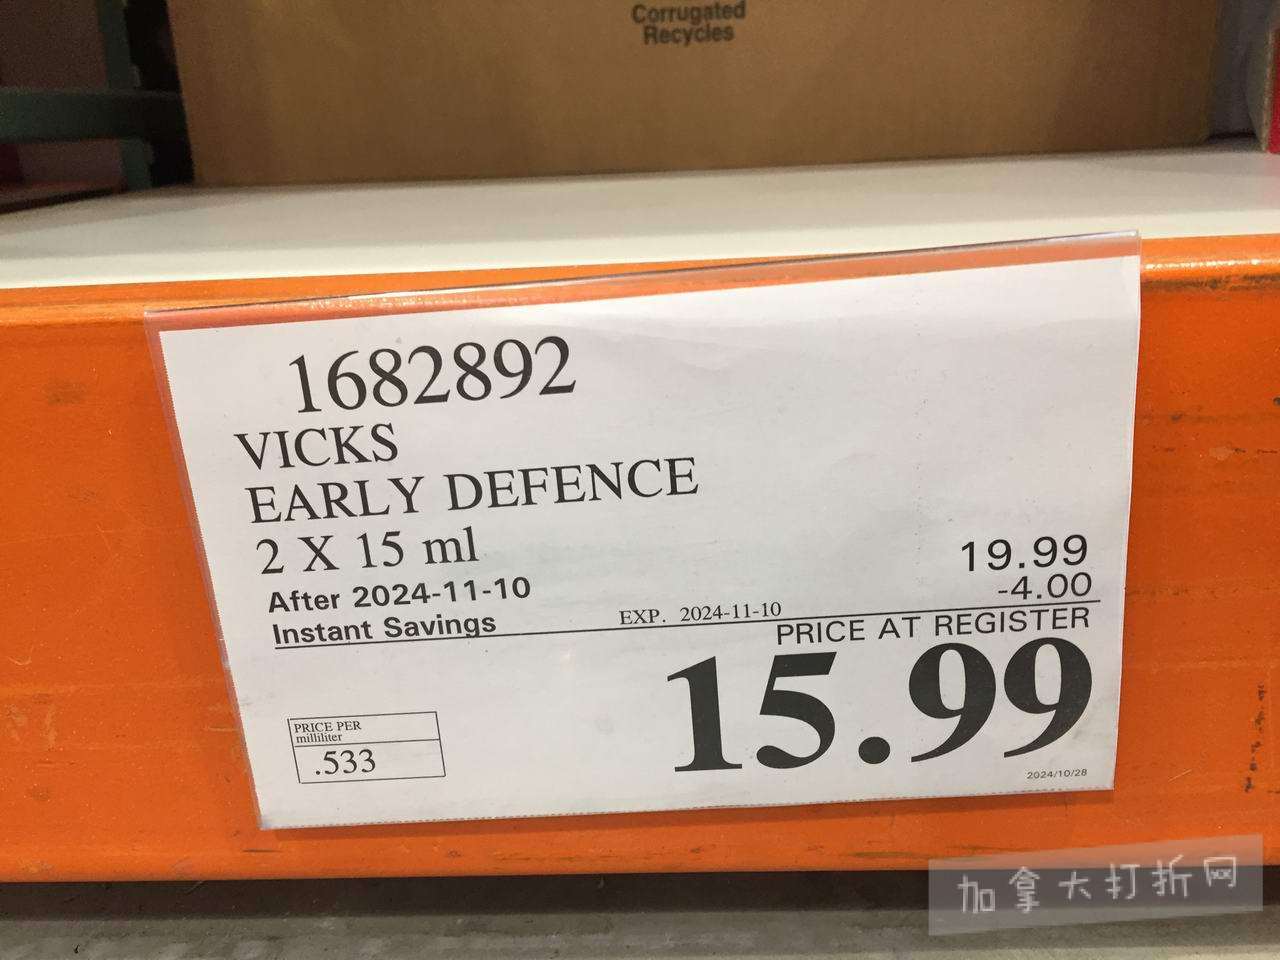 Corrugated
Recycles
1682892
VICKS
EARLY DEFENCE
2 X 15 ml
After 2024-11-10
Instant Savings
EXP. 2024-11-10
19.99
-4.00
PRICE AT REGISTER
15.99
PRICE PER
milliliter
.533
2024/10/28
加拿大打折网